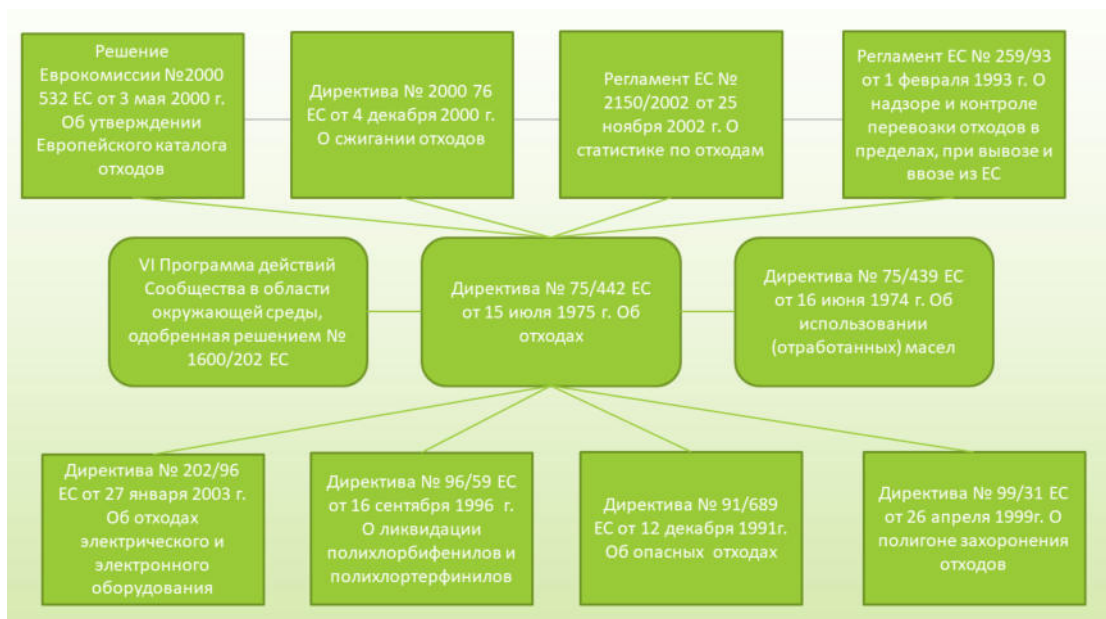 Решение
Еврокомиссии №2000
532 ЕС от 3 мая 2000 г.
Об утверждении
Европейского каталога
отходов
Директива № 2000 76
ЕС от 4 декабря 2000 г.
О сжигании отходов
Регламент ЕС №
2150/2002 от 25
ноября 2002 г. О
статистике по отходам
Регламент ЕС № 259/93
от 1 февраля 1993 г. О
надзоре и контроле
перевозки отходов в
пределах, при вывозе и
ввозе из ЕС
VI Программа действий
Сообщества в области
окружающей среды,
одобренная решением №
1600/202 ЕС
Директива № 75/442 ЕС
от 15 июля 1975 г. Об
отходах
Директива № 75/439 ЕС
от 16 июня 1974 г. Об
использовании
(отработанных) масел
Директива № 202/96
ЕС от 27 января 2003 г.
Об отходах
электрического и
электронного
оборудования
Директива № 96/59 ЕС
от 16 сентября 1996 г.
О ликвидации
полихлорбифенилов и
полихлортерфинилов
Директива № 91/689
ЕС от 12 декабря 1991г.
Об опасных отходах
Директива № 99/31 ЕС
от 26 апреля 1999г. О
полигоне захоронения
отходов